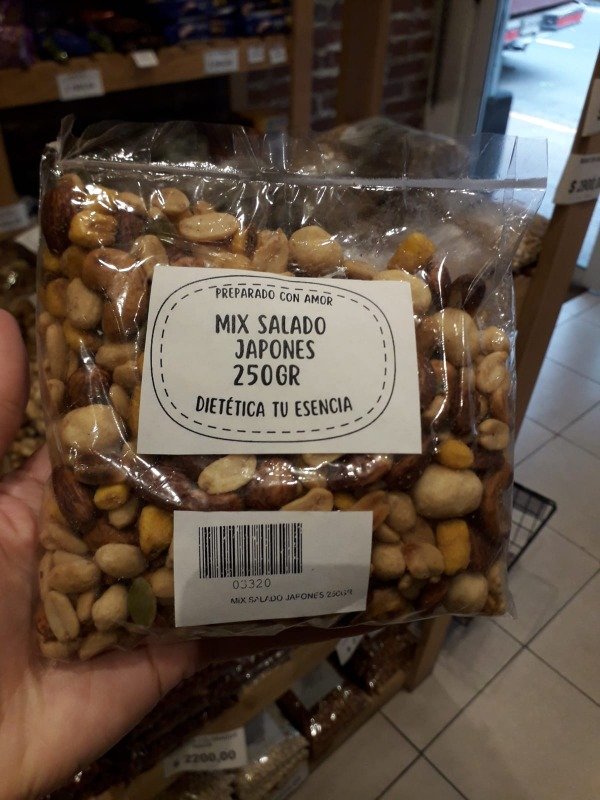 PREPARADO CON AMOR
MIX SALADO
JAPONES
250GR
DIETÉTICA TU ESENCIA
03320
MIX SALADO JAPONES 250GR
$ 2200,00